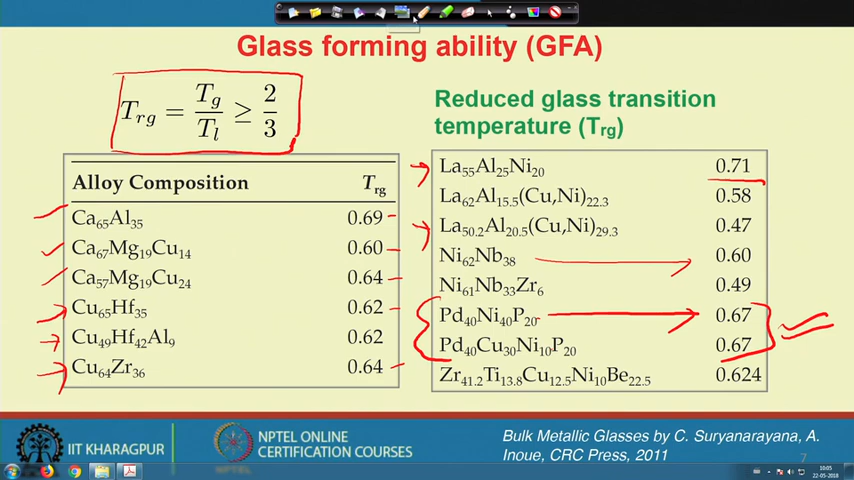 Glass forming ability (GFA)
T_rg = T_g / T_l ≥ 2/3
Reduced glass transition
temperature (T_rg)
Alloy Composition T_rg
Ca₆₅Al₃₅ 0.69
Ca₆₇Mg₁₉Cu₁₄ 0.60
Ca₅₇Mg₁₉Cu₂₄ 0.64
Cu₆₅Hf₃₅ 0.62
Cu₄₉Hf₄₂Al₉ 0.62
Cu₆₄Zr₃₆ 0.64
La₅₅Al₂₅Ni₂₀ 0.71
La₆₂Al₁₅.₅(Cu,Ni)₂₂.₃ 0.58
La₅₀.₂Al₂₀.₅(Cu,Ni)₂₉.₃ 0.47
Ni₆₂Nb₃₈ 0.60
Ni₆₁Nb₃₃Zr₆ 0.49
Pd₄₀Ni₄₀P₂₀ 0.67
Pd₄₀Cu₃₀Ni₁₀P₂₀ 0.67
Zr₄₁.₂Ti₁₃.₈Cu₁₂.₅Ni₁₀Be₂₂.₅ 0.624
IIT KHARAGPUR
NPTEL ONLINE
CERTIFICATION COURSES
Bulk Metallic Glasses by C. Suryanarayana, A.
Inoue, CRC Press, 2011
7
10:05
22-05-2018